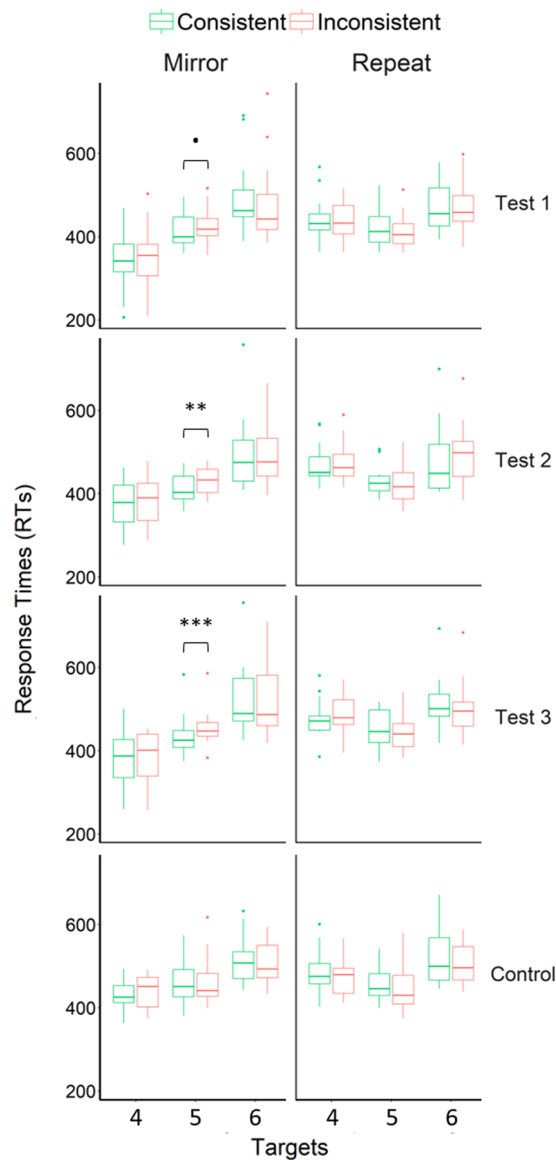 Consistent Inconsistent
Mirror Repeat
600
400
200
Test 1
**
600
400
200
Test 2
***
600
400
200
Test 3
600
400
200
Control
4 5 6 4 5 6
Targets
Response Times (RTs)